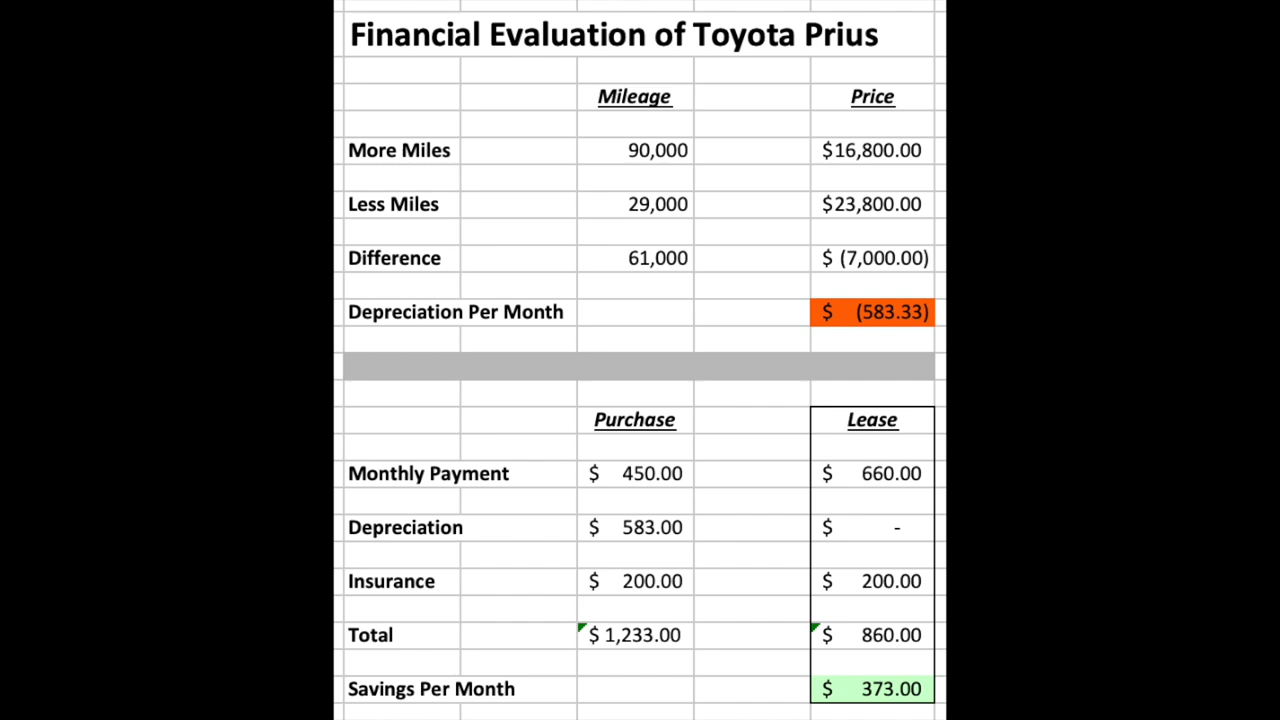 Financial Evaluation of Toyota Prius
Mileage Price
More Miles 90,000 $16,800.00
Less Miles 29,000 $23,800.00
Difference 61,000 $ (7,000.00)
Depreciation Per Month $ (583.33)
Purchase Lease
Monthly Payment $ 450.00 $ 660.00
Depreciation $ 583.00 $ -
Insurance $ 200.00 $ 200.00
Total $ 1,233.00 $ 860.00
Savings Per Month $ 373.00